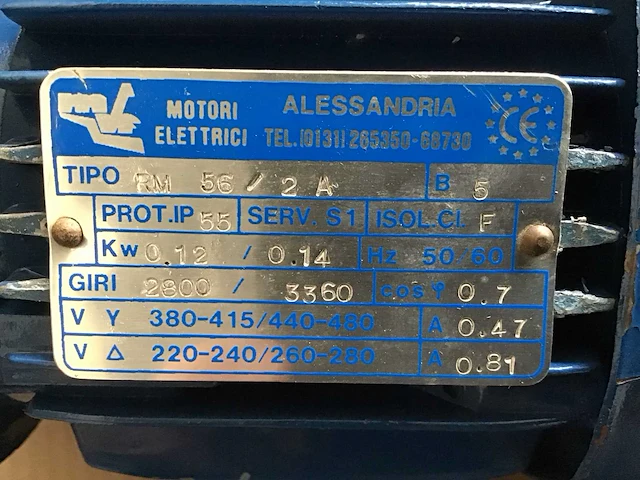 MOTORI ALESSANDRIA
ELETTRICI TEL.(0131)265350-68730
CE
TIPO RM 56 / 2 A B 5
PROT.IP 55 SERV. S1 ISOL.CL F
Kw 0.12 / 0.14 Hz 50/60
GIRI 2800 / 3360 cos φ 0.7
V Y 380-415/440-480 A 0.47
V Δ 220-240/260-280 A 0.81